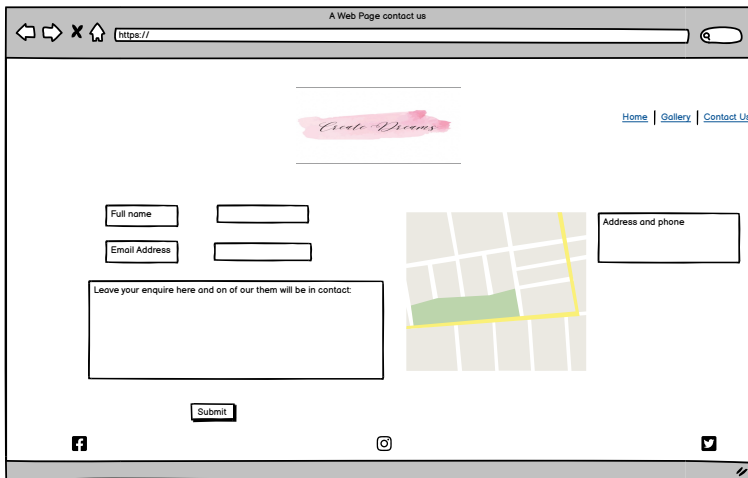 A Web Page contact us
https://
Create Dreams
Home | Gallery | Contact Us
Full name
Email Address
Leave your enquire here and on of our them will be in contact:
Address and phone
Submit